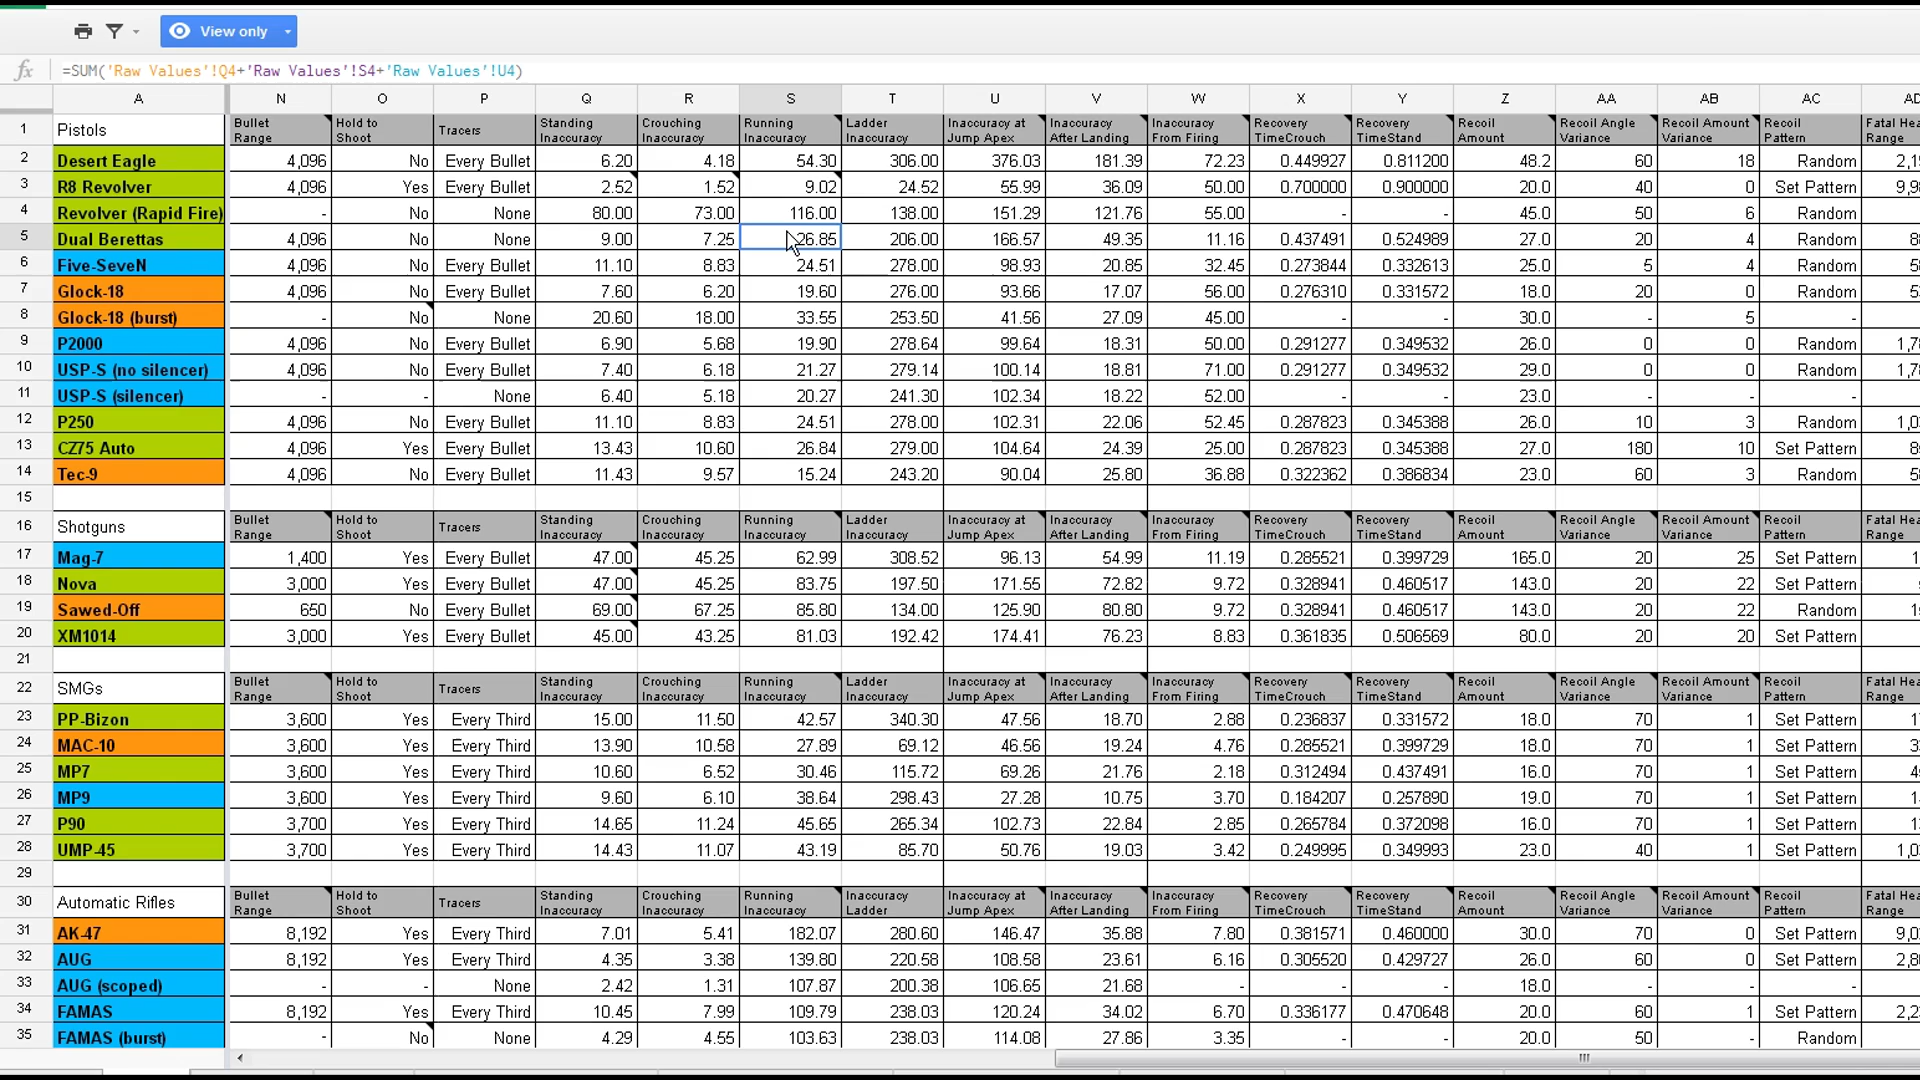 View only
fx =SUM('Raw Values'!Q4+'Raw Values'!S4+'Raw Values'!U4)
A N O P Q R S T U V W X Y Z AA AB AC AD
1 Pistols Bullet Range Hold to Shoot Tracers Standing Inaccuracy Crouching Inaccuracy Running Inaccuracy Ladder Inaccuracy Inaccuracy at Jump Apex Inaccuracy After Landing Inaccuracy From Firing Recovery TimeCrouch Recovery TimeStand Recoil Amount Recoil Angle Variance Recoil Amount Variance Recoil Pattern Fatal Hea Range
2 Desert Eagle 4,096 No Every Bullet 6.20 4.18 54.30 306.00 376.03 181.39 72.23 0.449927 0.811200 48.2 60 18 Random 2,19
3 R8 Revolver 4,096 Yes Every Bullet 2.52 1.52 9.02 24.52 55.99 36.09 50.00 0.700000 0.900000 20.0 40 0 Set Pattern 9,98
4 Revolver (Rapid Fire) - No None 80.00 73.00 116.00 138.00 151.29 121.76 55.00 - - 45.0 50 6 Random
5 Dual Berettas 4,096 No None 9.00 7.25 26.85 206.00 166.57 49.35 11.16 0.437491 0.524989 27.0 20 4 Random
6 Five-SeveN 4,096 No Every Bullet 11.10 8.83 24.51 278.00 98.93 20.85 32.45 0.273844 0.332613 25.0 5 4 Random
7 Glock-18 4,096 No Every Bullet 7.60 6.20 19.60 276.00 93.66 17.07 56.00 0.276310 0.331572 18.0 20 0 Random
8 Glock-18 (burst) - No None 20.60 18.00 33.55 253.50 41.56 27.09 45.00 - - 30.0 - 5 -
9 P2000 4,096 No Every Bullet 6.90 5.68 19.90 278.64 99.64 18.31 50.00 0.291277 0.349532 26.0 0 0 Random 1,78
10 USP-S (no silencer) 4,096 No Every Bullet 7.40 6.18 21.27 279.14 100.14 18.81 71.00 0.291277 0.349532 29.0 0 0 Random 1,78
11 USP-S (silencer) - - None 6.40 5.18 20.27 241.30 102.34 18.22 52.00 - - 23.0 - - -
12 P250 4,096 No Every Bullet 11.10 8.83 24.51 278.00 102.31 22.06 52.45 0.287823 0.345388 26.0 10 3 Random 1,03
13 CZ75 Auto 4,096 Yes Every Bullet 13.43 10.60 26.84 279.00 104.64 24.39 25.00 0.287823 0.345388 27.0 180 10 Set Pattern
14 Tec-9 4,096 No Every Bullet 11.43 9.57 15.24 243.20 90.04 25.80 36.88 0.322362 0.386834 23.0 60 3 Random
15
16 Shotguns Bullet Range Hold to Shoot Tracers Standing Inaccuracy Crouching Inaccuracy Running Inaccuracy Ladder Inaccuracy Inaccuracy at Jump Apex Inaccuracy After Landing Inaccuracy From Firing Recovery TimeCrouch Recovery TimeStand Recoil Amount Recoil Angle Variance Recoil Amount Variance Recoil Pattern Fatal Hea Range
17 Mag-7 1,400 Yes Every Bullet 47.00 45.25 62.99 308.52 96.13 54.99 11.19 0.285521 0.399729 165.0 20 25 Set Pattern
18 Nova 3,000 Yes Every Bullet 47.00 45.25 83.75 197.50 171.55 72.82 9.72 0.328941 0.460517 143.0 20 22 Set Pattern
19 Sawed-Off 650 No Every Bullet 69.00 67.25 85.80 134.00 125.90 80.80 9.72 0.328941 0.460517 143.0 20 22 Random
20 XM1014 3,000 Yes Every Bullet 45.00 43.25 81.03 192.42 174.41 76.23 8.83 0.361835 0.506569 80.0 20 20 Set Pattern
21
22 SMGs Bullet Range Hold to Shoot Tracers Standing Inaccuracy Crouching Inaccuracy Running Inaccuracy Ladder Inaccuracy Inaccuracy at Jump Apex Inaccuracy After Landing Inaccuracy From Firing Recovery TimeCrouch Recovery TimeStand Recoil Amount Recoil Angle Variance Recoil Amount Variance Recoil Pattern Fatal Hea Range
23 PP-Bizon 3,600 Yes Every Third 15.00 11.50 42.57 340.30 47.56 18.70 2.88 0.236837 0.331572 18.0 70 1 Set Pattern
24 MAC-10 3,600 Yes Every Third 13.90 10.58 27.89 69.12 46.56 19.24 4.76 0.285521 0.399729 18.0 70 1 Set Pattern
25 MP7 3,600 Yes Every Third 10.60 6.52 30.46 115.72 69.26 21.76 2.18 0.312494 0.437491 16.0 70 1 Set Pattern
26 MP9 3,600 Yes Every Third 9.60 6.10 38.64 298.43 27.28 10.75 3.70 0.184207 0.257890 19.0 70 1 Set Pattern
27 P90 3,700 Yes Every Third 14.65 11.24 45.65 265.34 102.73 22.84 2.85 0.265784 0.372098 16.0 70 1 Set Pattern
28 UMP-45 3,700 Yes Every Third 14.43 11.07 43.19 85.70 50.76 19.03 3.42 0.249995 0.349993 23.0 40 1 Set Pattern 1,03
29
30 Automatic Rifles Bullet Range Hold to Shoot Tracers Standing Inaccuracy Crouching Inaccuracy Running Inaccuracy Inaccuracy Ladder Inaccuracy at Jump Apex Inaccuracy After Landing Inaccuracy From Firing Recovery TimeCrouch Recovery TimeStand Recoil Amount Recoil Angle Variance Recoil Amount Variance Recoil Pattern Fatal Hea Range
31 AK-47 8,192 Yes Every Third 7.01 5.41 182.07 280.60 146.47 35.88 7.80 0.381571 0.460000 30.0 70 0 Set Pattern 9,0
32 AUG 8,192 Yes Every Third 4.35 3.38 139.80 220.58 108.58 23.61 6.16 0.305520 0.429727 26.0 60 0 Set Pattern 2,8
33 AUG (scoped) - - None 2.42 1.31 107.87 200.38 106.65 21.68 - - - 18.0 - - -
34 FAMAS 8,192 Yes Every Third 10.45 7.99 109.79 238.03 120.24 34.02 6.70 0.336177 0.470648 20.0 60 1 Set Pattern 2,2
35 FAMAS (burst) - No None 4.29 4.55 103.63 238.03 114.08 27.86 3.35 - - 20.0 50 - Random